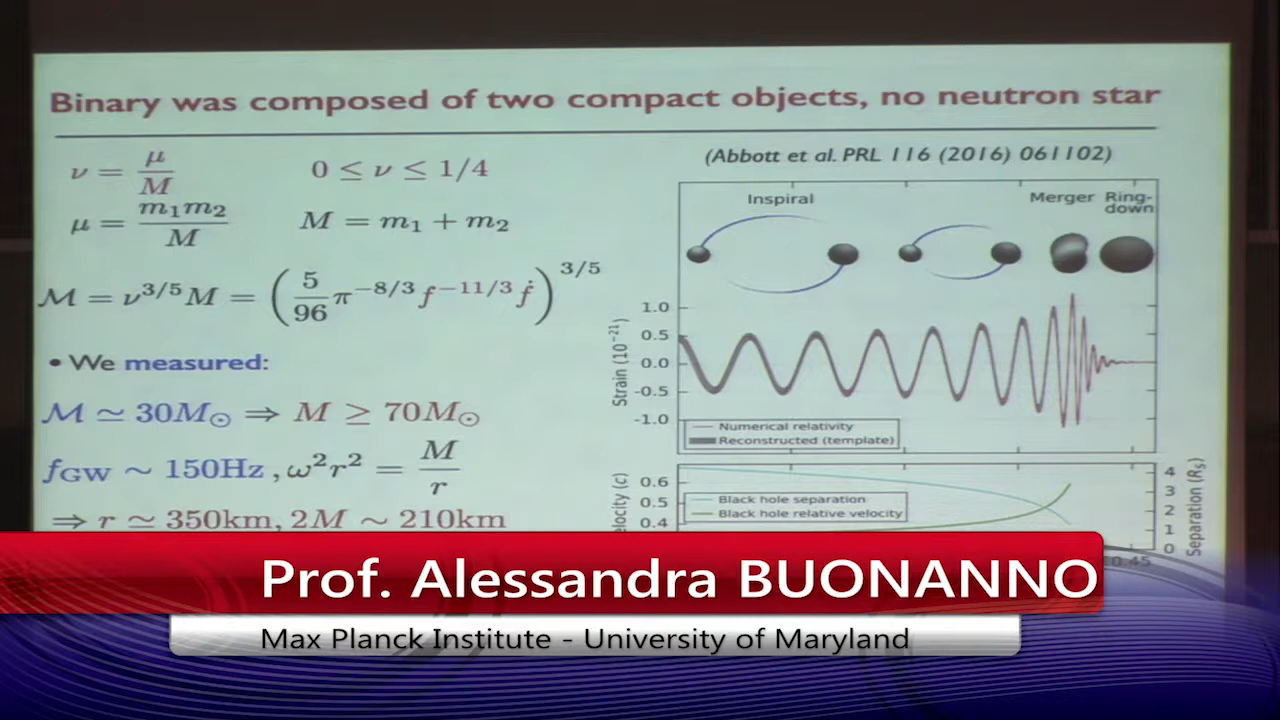 Binary was composed of two compact objects, no neutron star
ν = μ/M   0 ≤ ν ≤ 1/4
μ = m₁m₂/M   M = m₁ + m₂
ℳ = ν^{3/5} M = (5/96 π^{-8/3} f^{-11/3} ḟ)^{3/5}
• We measured:
ℳ ≃ 30M⊙ ⇒ M ≥ 70M⊙
f_GW ~ 150Hz, ω²r² = M/r
⇒ r ≃ 350km, 2M ~ 210km
(Abbott et al. PRL 116 (2016) 061102)
Inspiral
Merger Ring-
down
Strain (10⁻²¹)
1.0
0.5
0.0
-0.5
-1.0
Numerical relativity
Reconstructed (template)
0.6
0.5
0.4
Black hole separation
Black hole relative velocity
4
3
2
1
0
Separation (R_S)
0.45
Prof. Alessandra BUONANNO
Max Planck Institute - University of Maryland